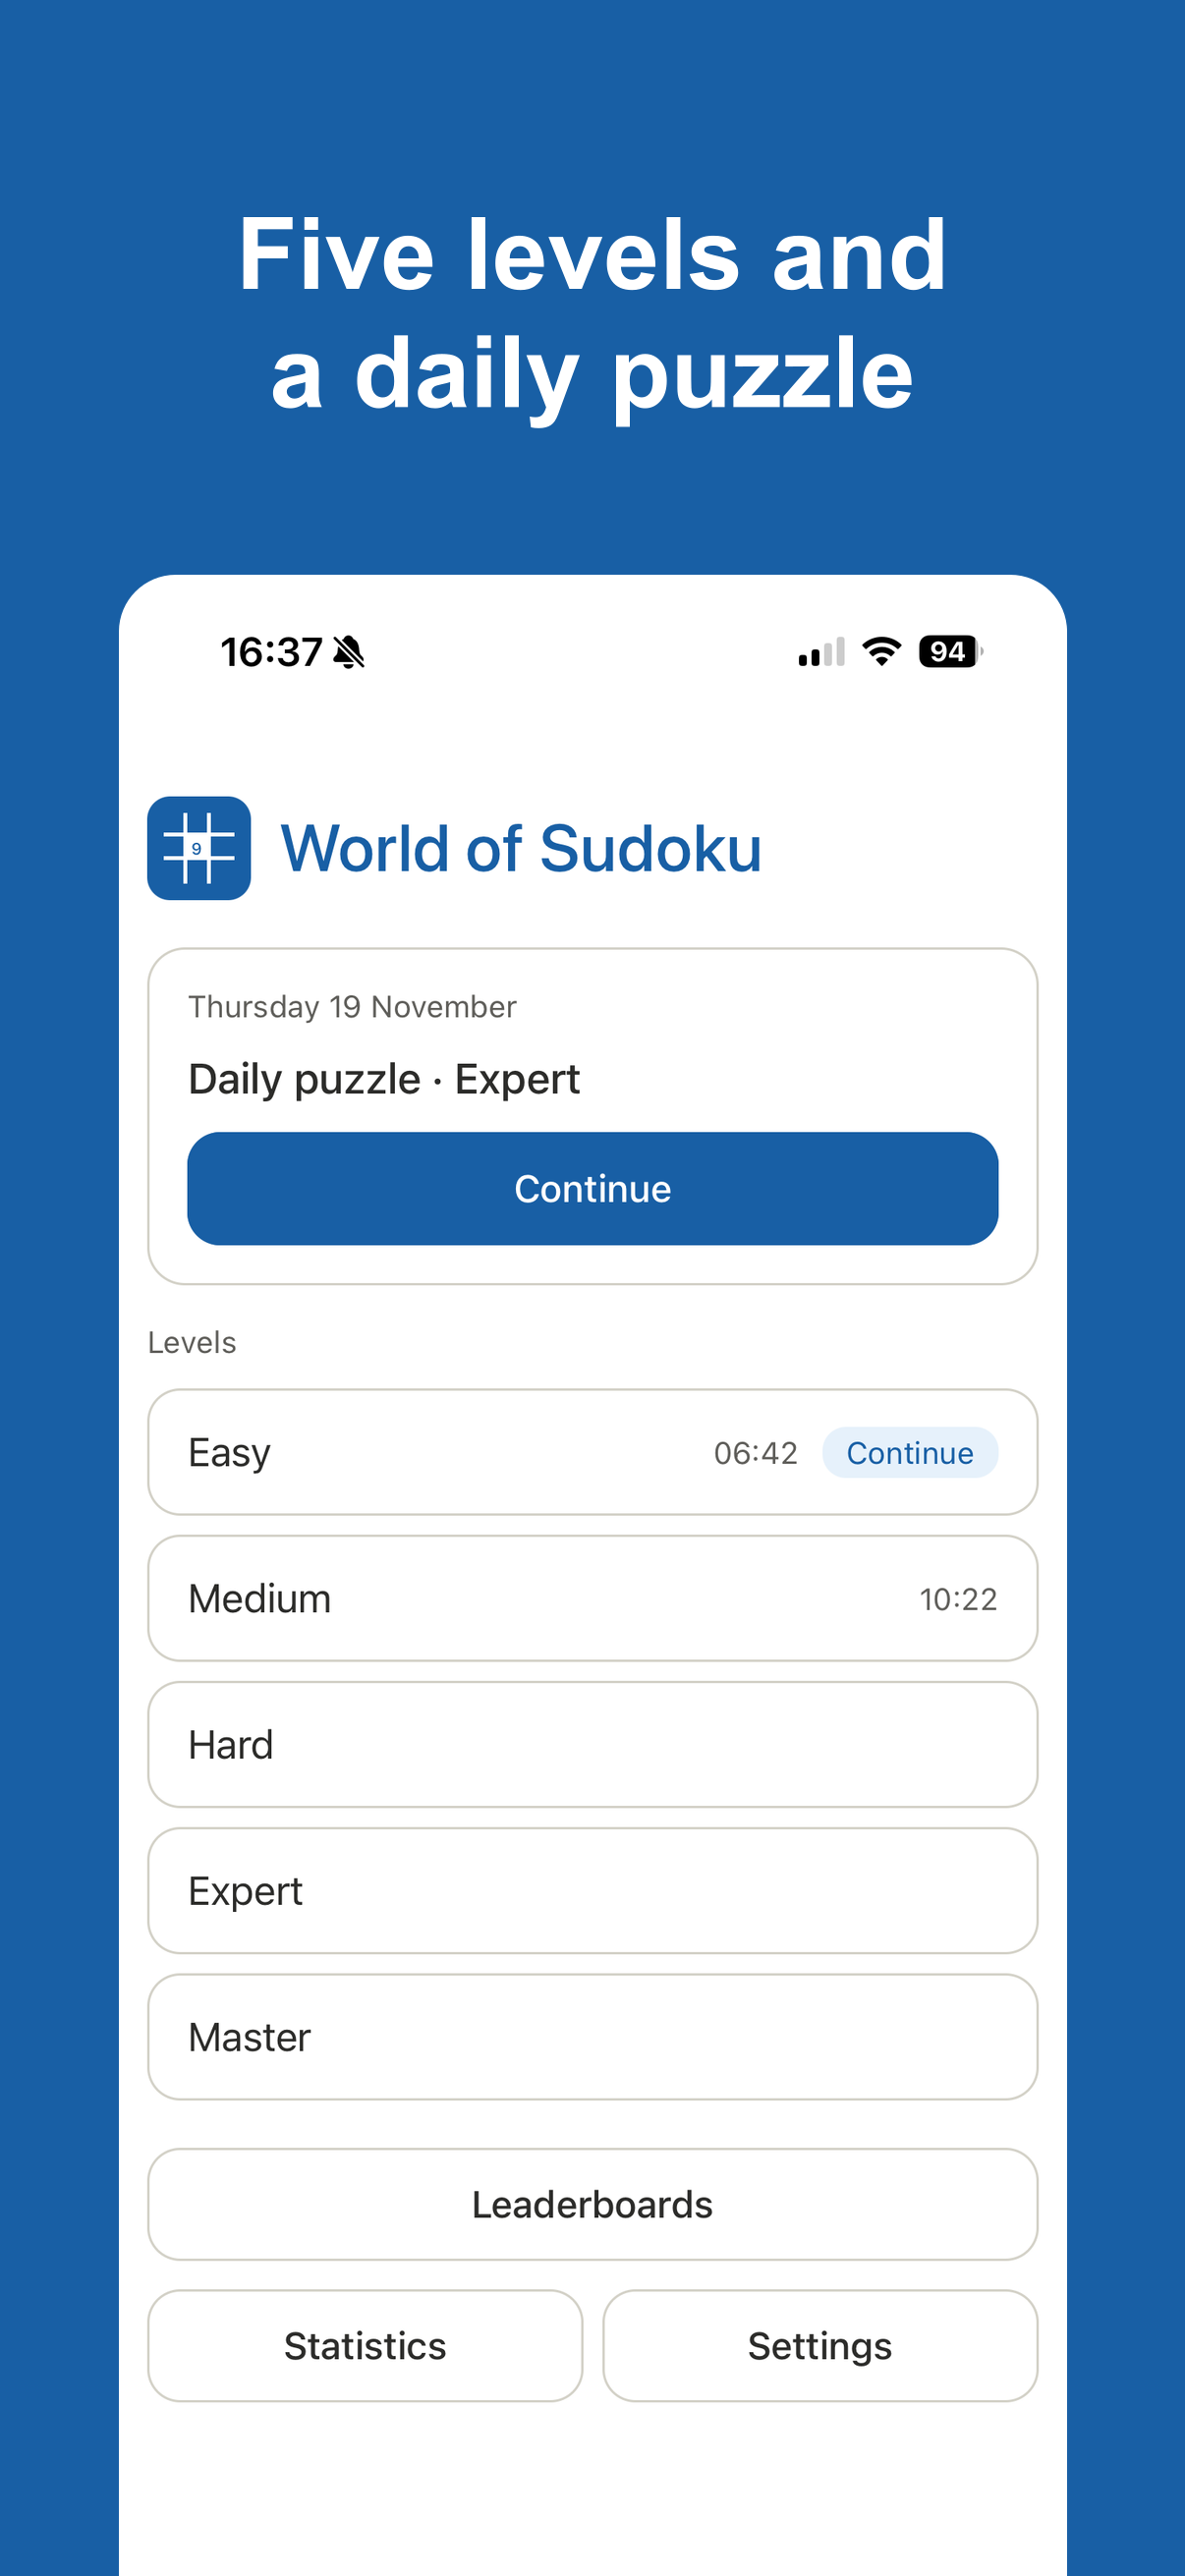 Five levels and
a daily puzzle
16:37
94
9
World of Sudoku
Thursday 19 November
Daily puzzle · Expert
Continue
Levels
Easy 06:42 Continue
Medium 10:22
Hard
Expert
Master
Leaderboards
Statistics Settings